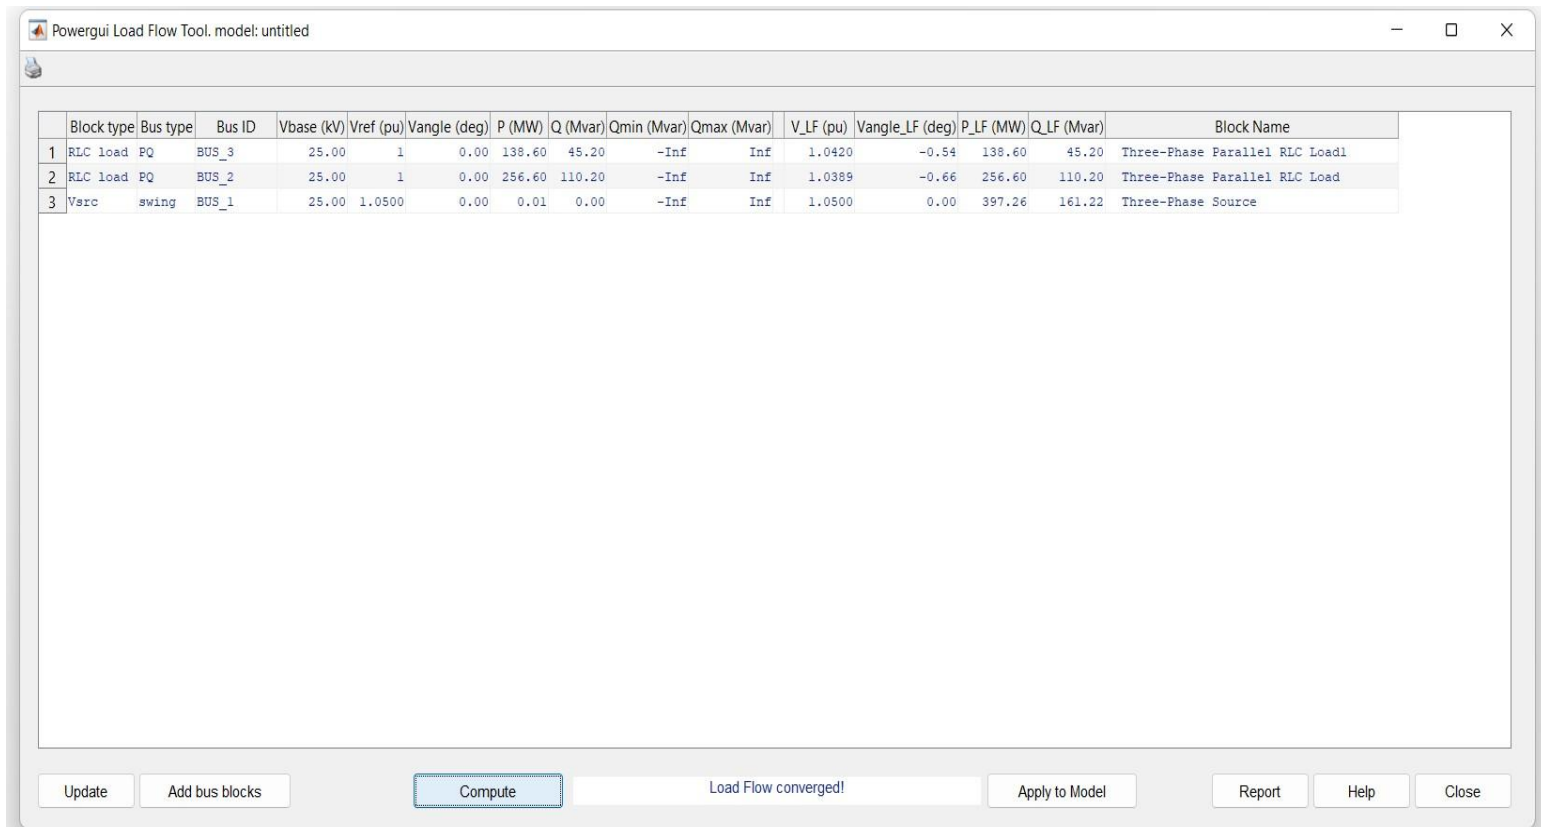 Powergui Load Flow Tool. model: untitled
Block type Bus type Bus ID Vbase (kV) Vref (pu) Vangle (deg) P (MW) Q (Mvar) Qmin (Mvar) Qmax (Mvar) V_LF (pu) Vangle_LF (deg) P_LF (MW) Q_LF (Mvar) Block Name
1 RLC load PQ BUS_3 25.00 1 0.00 138.60 45.20 -Inf Inf 1.0420 -0.54 138.60 45.20 Three-Phase Parallel RLC Load1
2 RLC load PQ BUS_2 25.00 1 0.00 256.60 110.20 -Inf Inf 1.0389 -0.66 256.60 110.20 Three-Phase Parallel RLC Load
3 Vsrc swing BUS_1 25.00 1.0500 0.00 0.01 0.00 -Inf Inf 1.0500 0.00 397.26 161.22 Three-Phase Source
Update Add bus blocks Compute Load Flow converged! Apply to Model Report Help Close